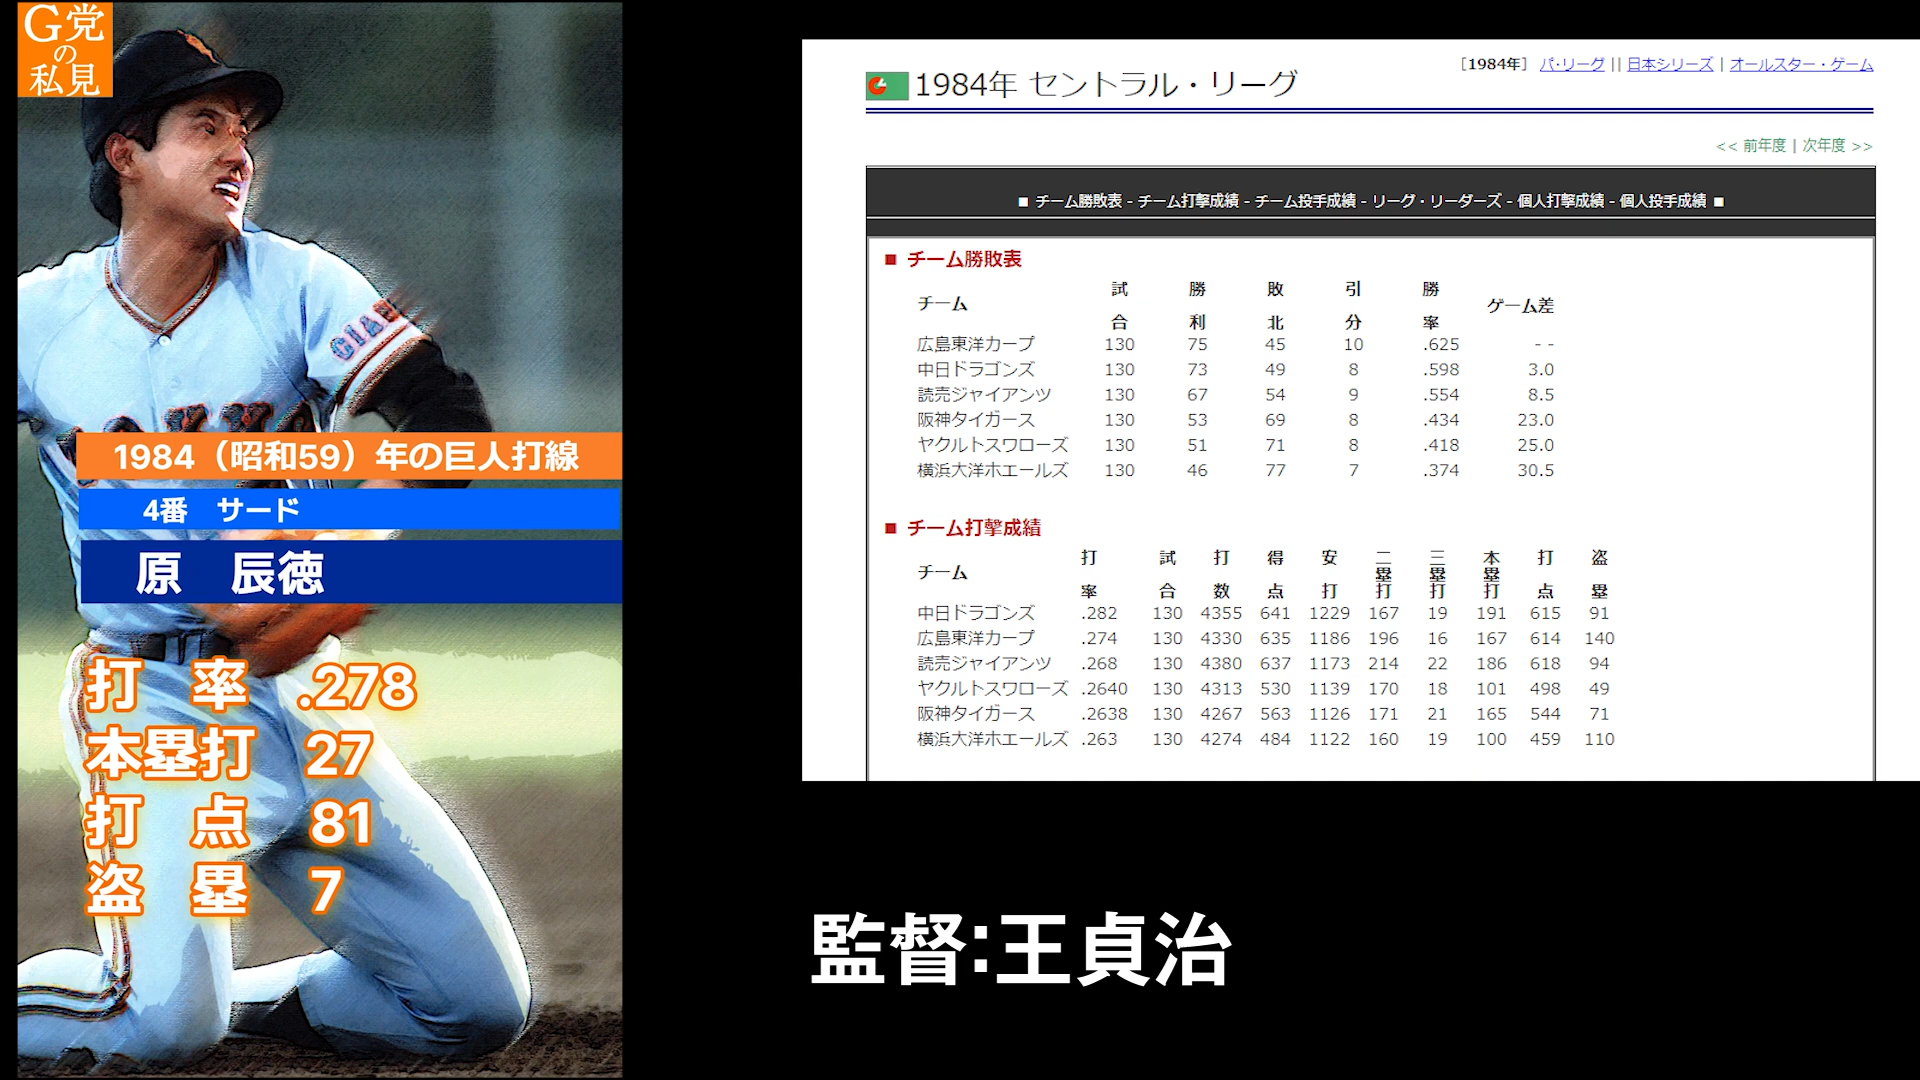 G党
の
私見
1984（昭和59）年の巨人打線
4番　サード
原　辰徳
打　率　.278
本塁打　27
打　点　81
盗　塁　7
GIAN
［1984年］ パ・リーグ || 日本シリーズ | オールスター・ゲーム
1984年 セントラル・リーグ
<< 前年度 | 次年度 >>
■ チーム勝敗表 - チーム打撃成績 - チーム投手成績 - リーグ・リーダーズ - 個人打撃成績 - 個人投手成績 ■
■ チーム勝敗表
チーム 試合 勝利 敗北 引分 勝率 ゲーム差
広島東洋カープ 130 75 45 10 .625 - -
中日ドラゴンズ 130 73 49 8 .598 3.0
読売ジャイアンツ 130 67 54 9 .554 8.5
阪神タイガース 130 53 69 8 .434 23.0
ヤクルトスワローズ 130 51 71 8 .418 25.0
横浜大洋ホエールズ 130 46 77 7 .374 30.5
■ チーム打撃成績
チーム 打率 試合 打数 得点 安打 二塁打 三塁打 本塁打 打点 盗塁
中日ドラゴンズ .282 130 4355 641 1229 167 19 191 615 91
広島東洋カープ .274 130 4330 635 1186 196 16 167 614 140
読売ジャイアンツ .268 130 4380 637 1173 214 22 186 618 94
ヤクルトスワローズ .2640 130 4313 530 1139 170 18 101 498 49
阪神タイガース .2638 130 4267 563 1126 171 21 165 544 71
横浜大洋ホエールズ .263 130 4274 484 1122 160 19 100 459 110
監督:王貞治